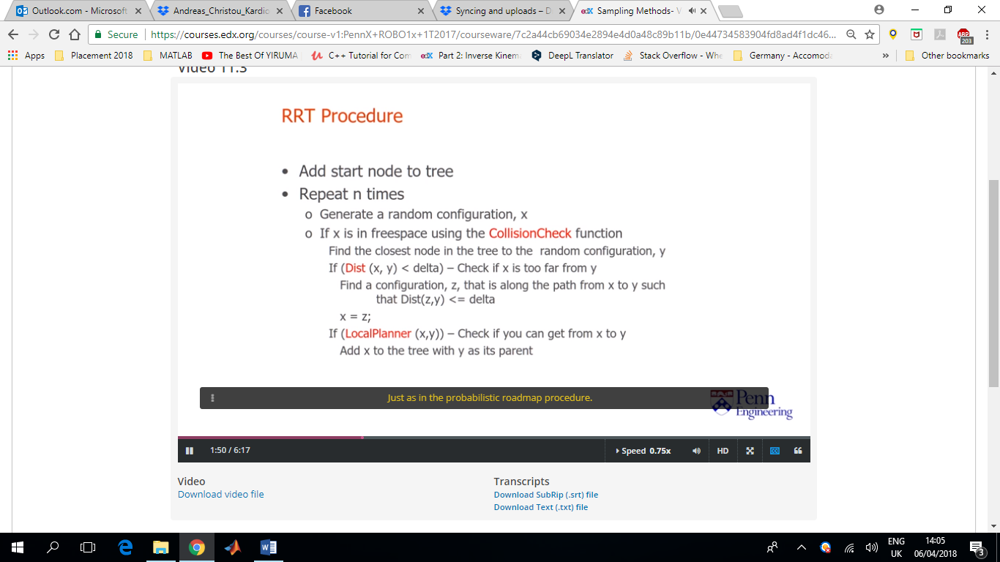 Outlook.com - Microsoft
Andreas_Christou_Kardio
Facebook
Syncing and uploads – D
edX Sampling Methods- V
Secure https://courses.edx.org/courses/course-v1:PennX+ROBO1x+1T2017/courseware/7c2a44cb69034e2894e4d0a48c89b11b/0e44734583904fd8ad4f1dc46...
ABP 203
Apps Placement 2018 MATLAB The Best Of YIRUMA C++ Tutorial for Com edX Part 2: Inverse Kinem DeepL Translator Stack Overflow - Whe Germany - Accomod » Other bookmarks
Video 11.3
RRT Procedure
• Add start node to tree
• Repeat n times
o Generate a random configuration, x
o If x is in freespace using the CollisionCheck function
Find the closest node in the tree to the random configuration, y
If (Dist (x, y) < delta) – Check if x is too far from y
Find a configuration, z, that is along the path from x to y such
that Dist(z,y) <= delta
x = z;
If (LocalPlanner (x,y)) – Check if you can get from x to y
Add x to the tree with y as its parent
Just as in the probabilistic roadmap procedure.
Penn
Engineering
1:50 / 6:17
Speed 0.75x
HD
CC
Video
Download video file
Transcripts
Download SubRip (.srt) file
Download Text (.txt) file
ENG
UK
14:05
06/04/2018
3